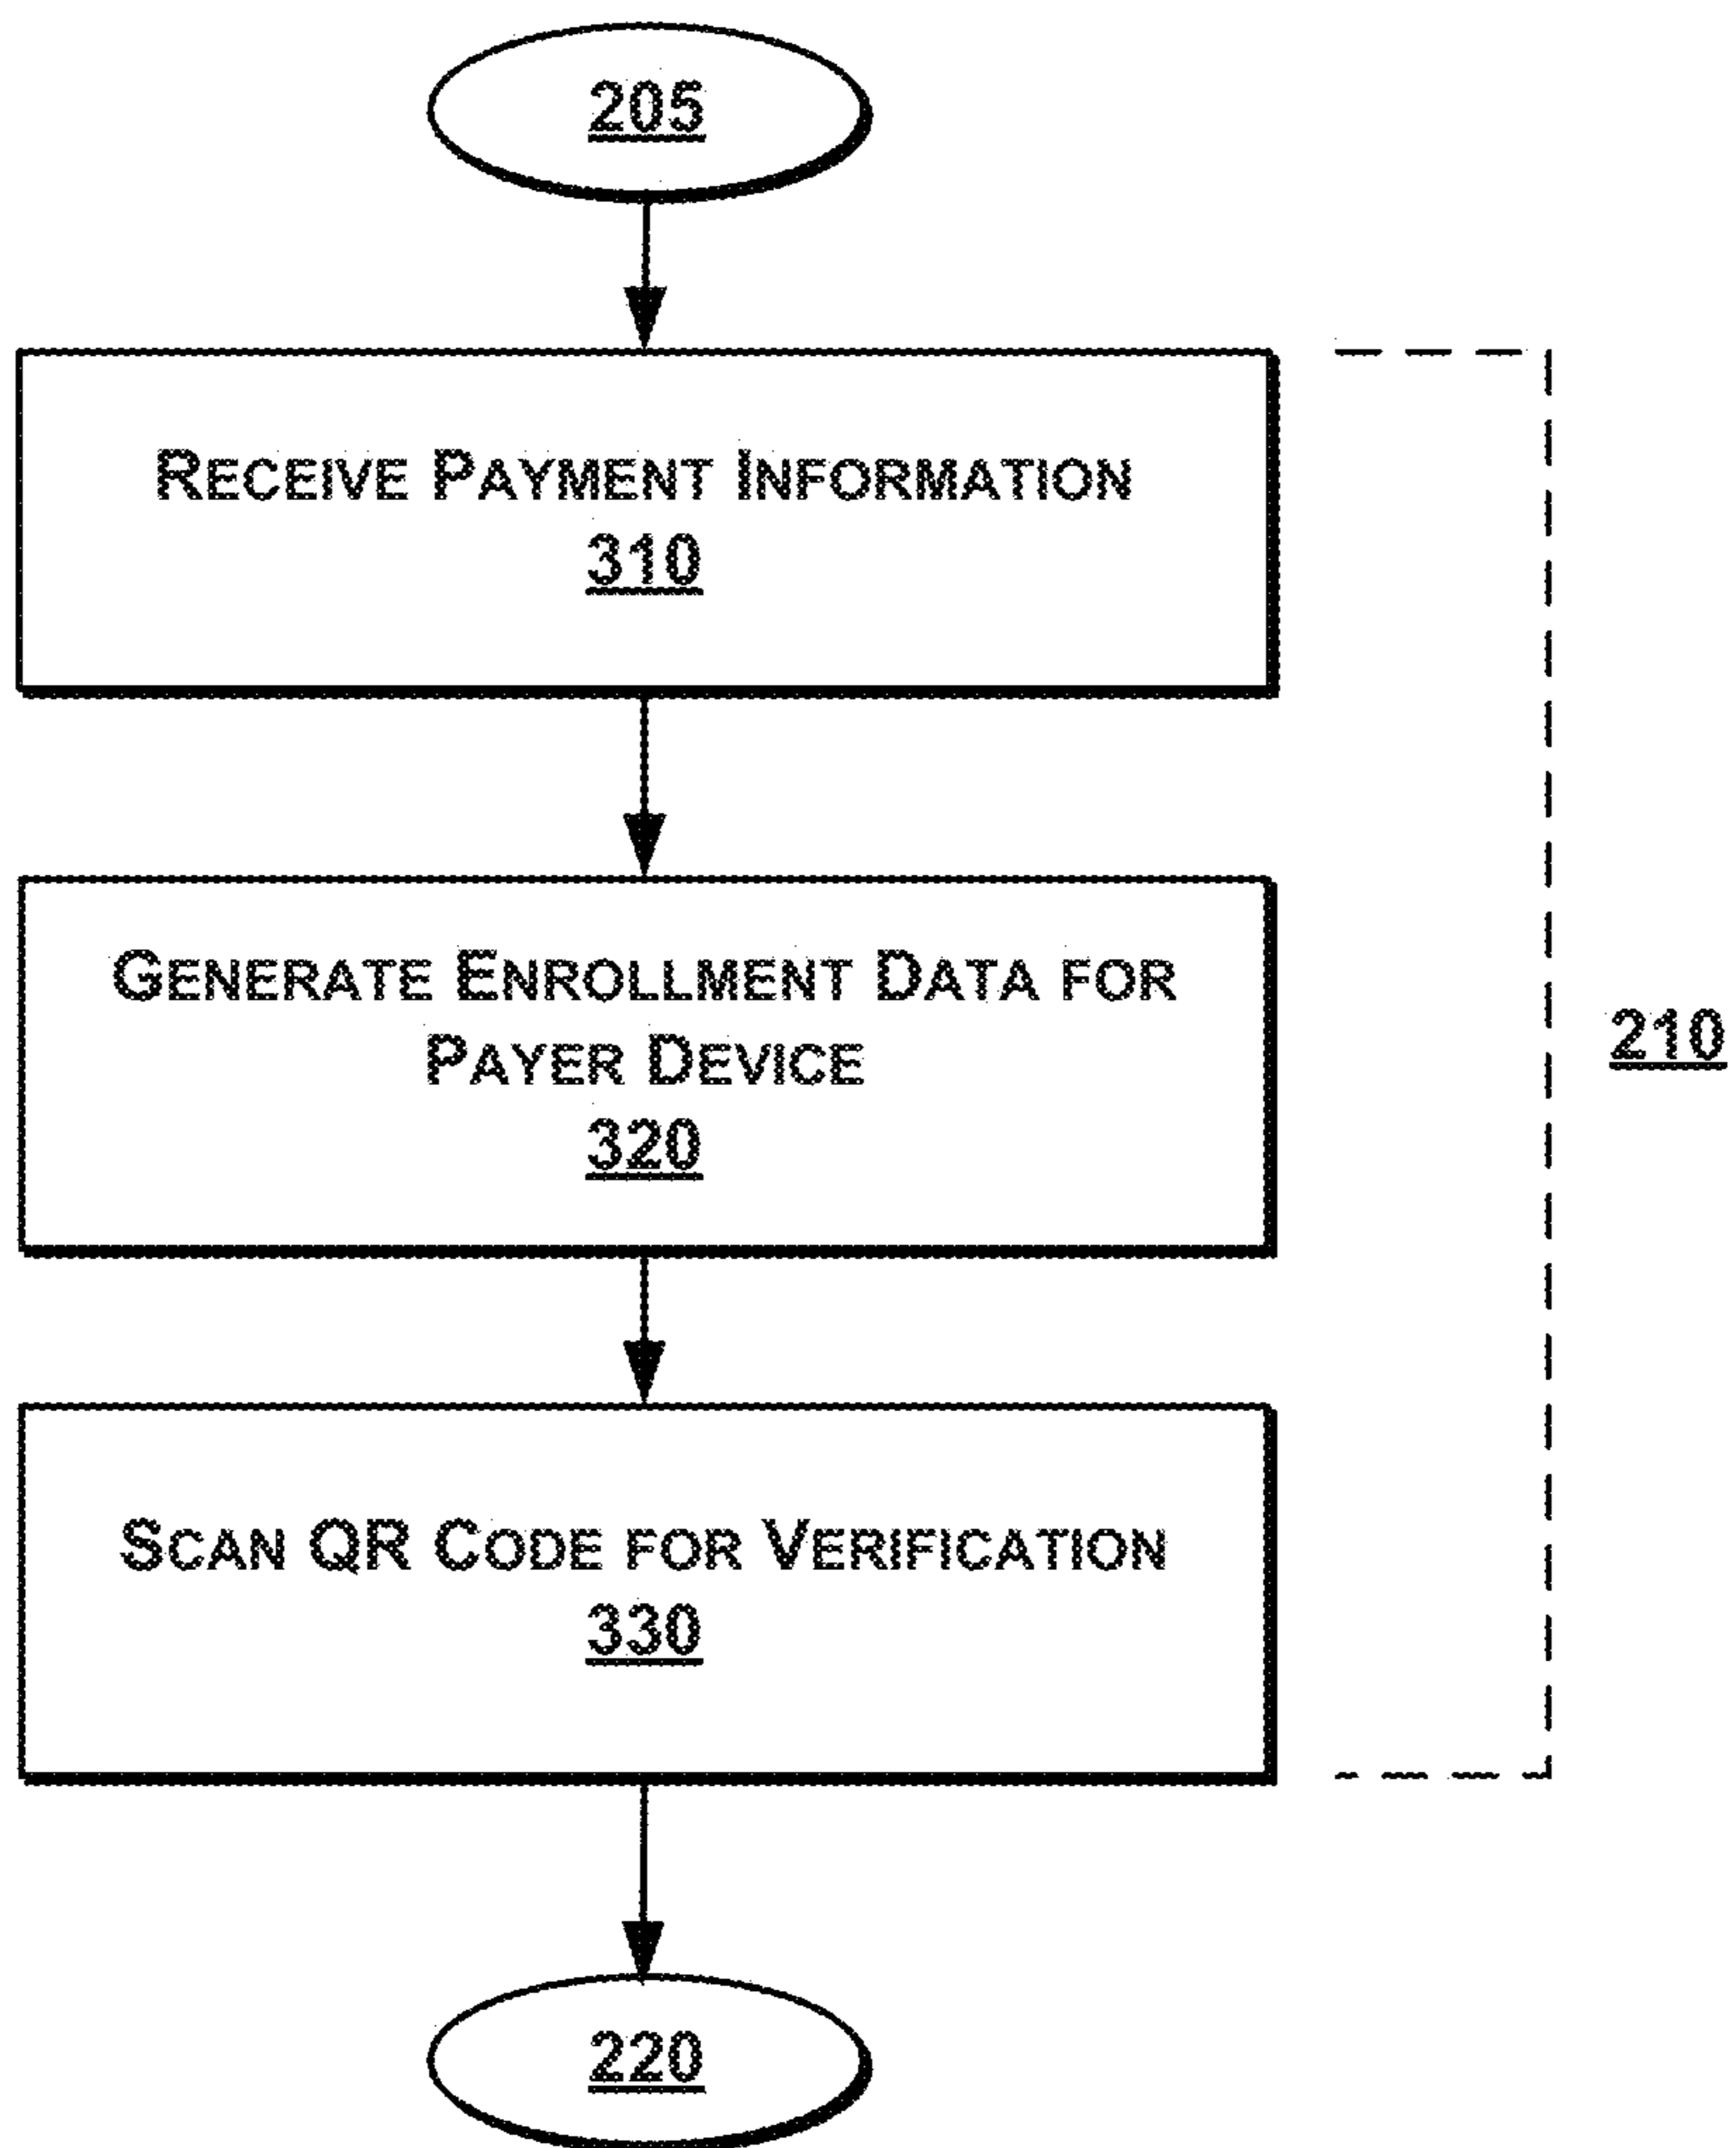 205
RECEIVE PAYMENT INFORMATION
310
GENERATE ENROLLMENT DATA FOR
PAYER DEVICE
320
210
SCAN QR CODE FOR VERIFICATION
330
220